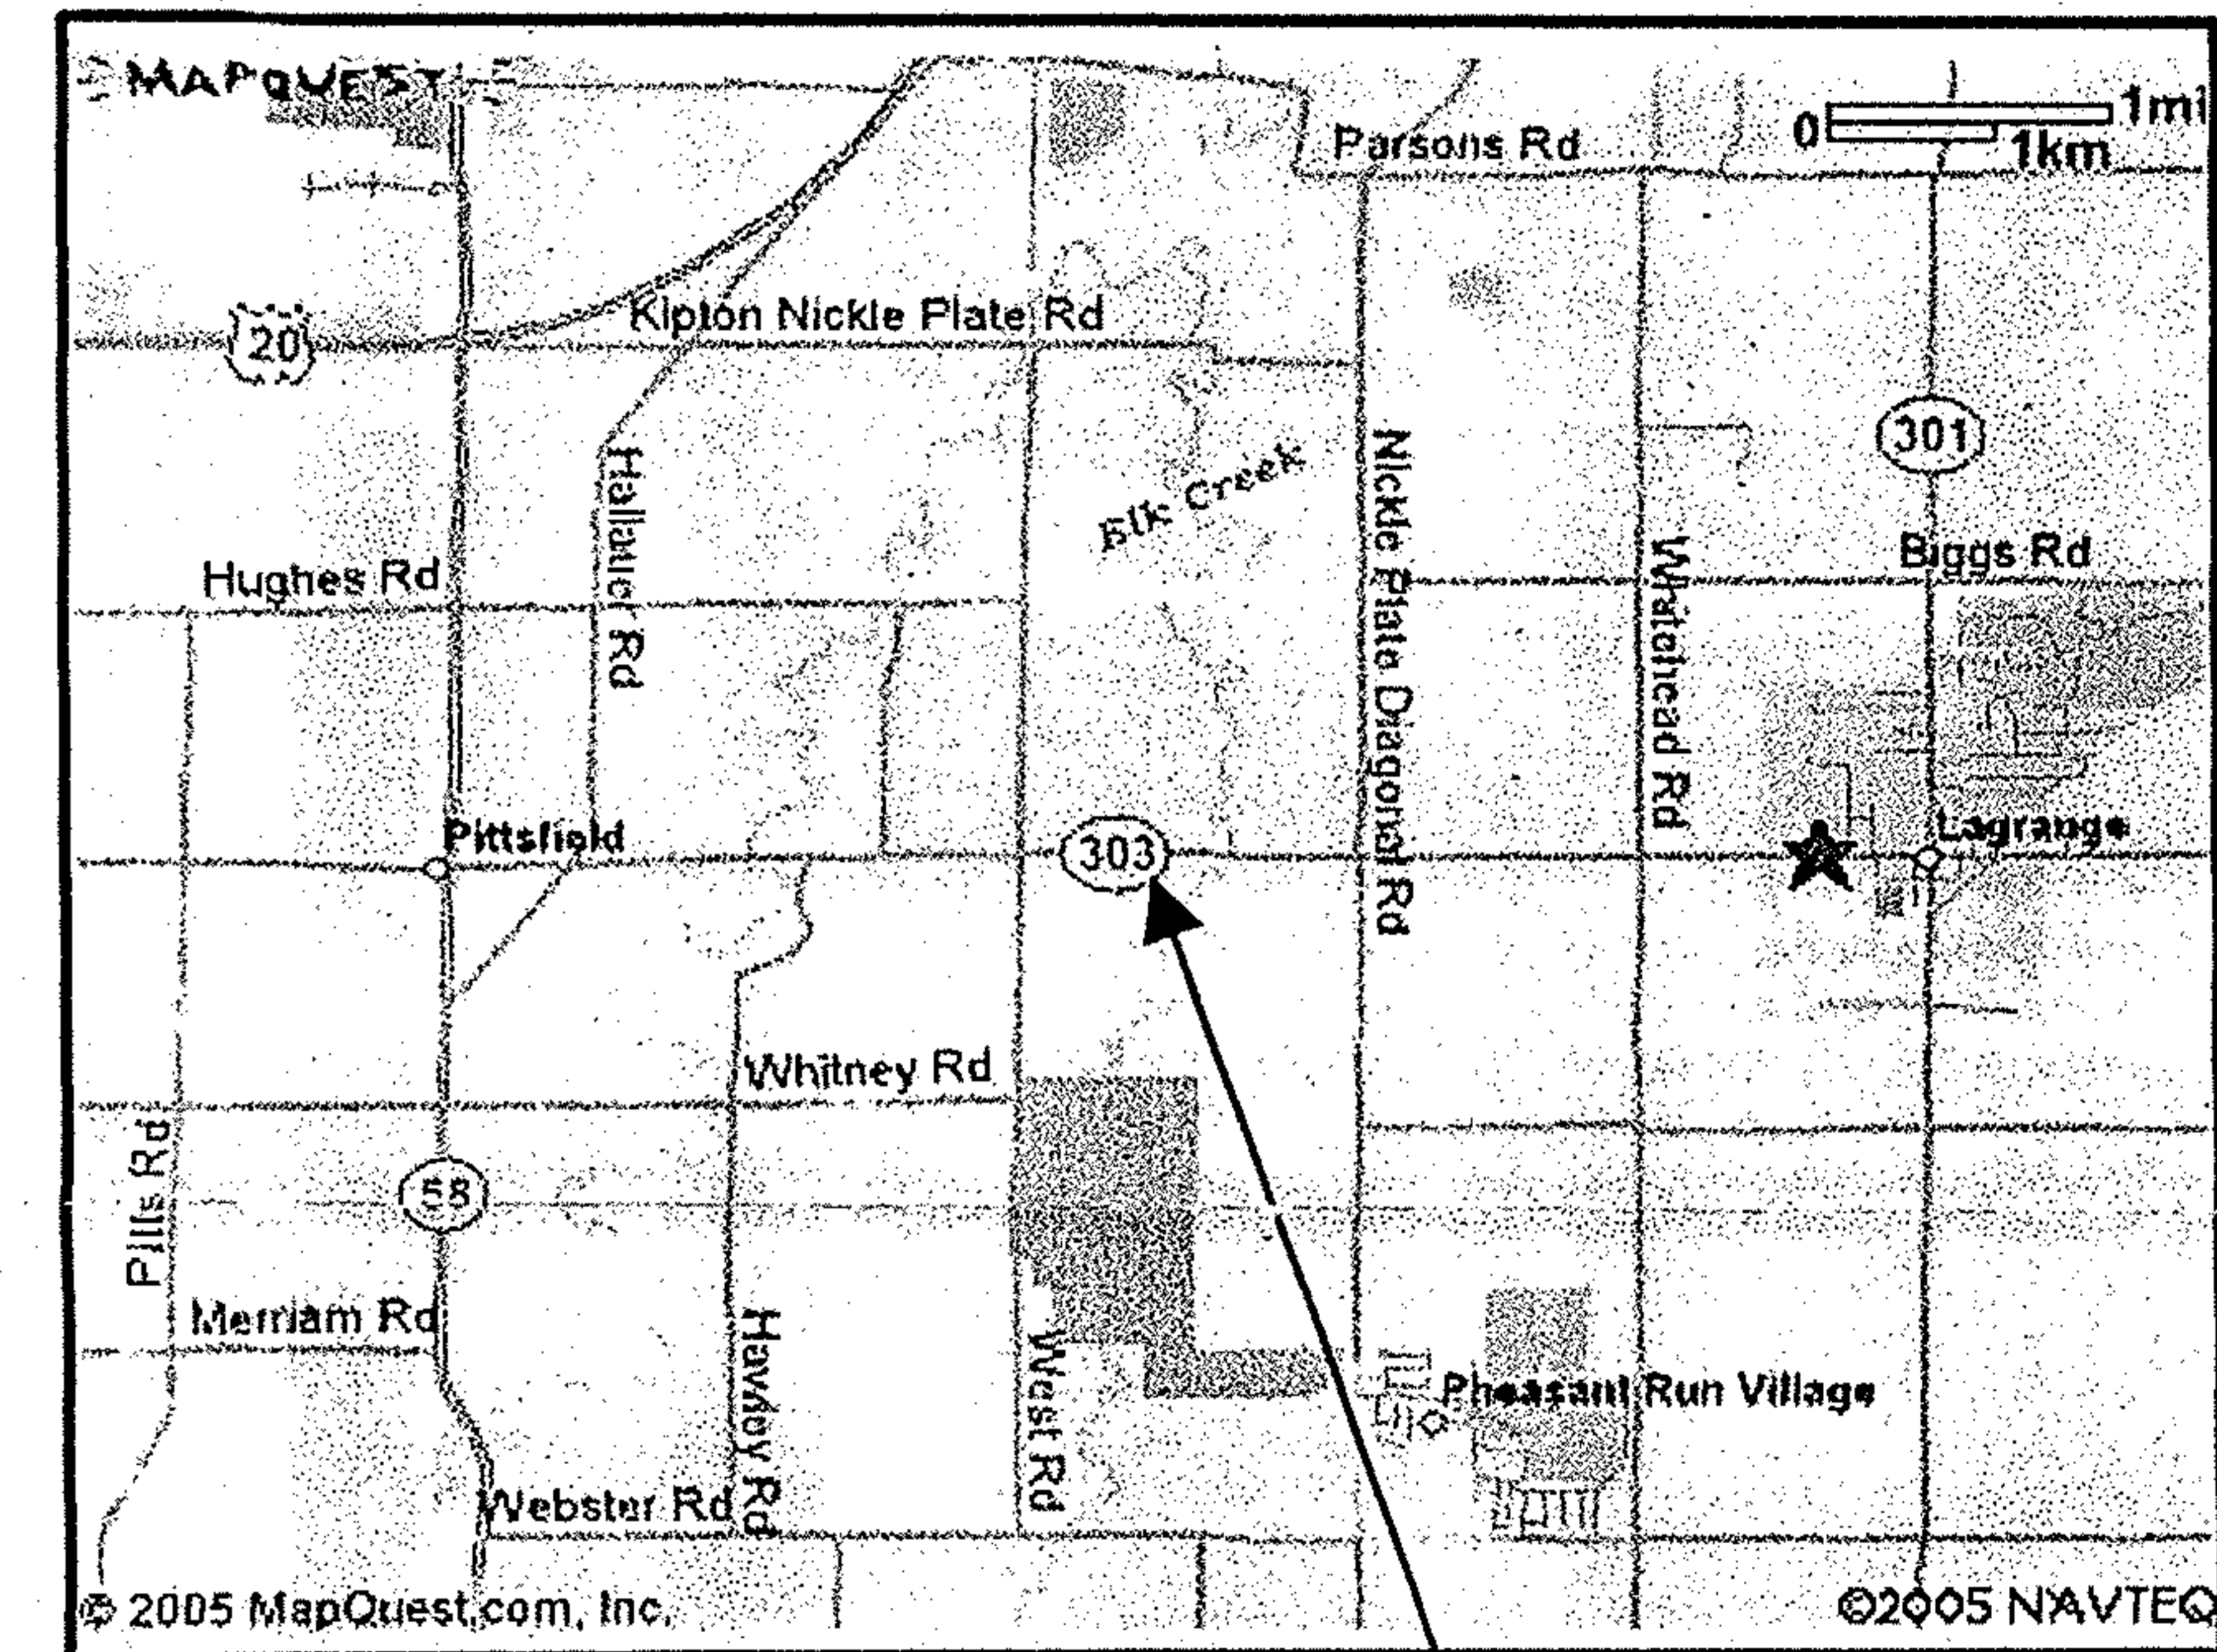 MAPQUEST
1mi
0
1km
Parsons Rd
Kipton Nickle Plate Rd
20
301
Hallauer Rd
Elk Creek
Nickle Plate Diagonal Rd
Whitehead Rd
Biggs Rd
Hughes Rd
Pittsfield
303
Lagrange
Whitney Rd
Pitts Rd
58
Merriam Rd
Hawley Rd
West Rd
Pheasant Run Village
Webster Rd
© 2005 MapQuest.com, Inc.
©2005 NAVTEQ